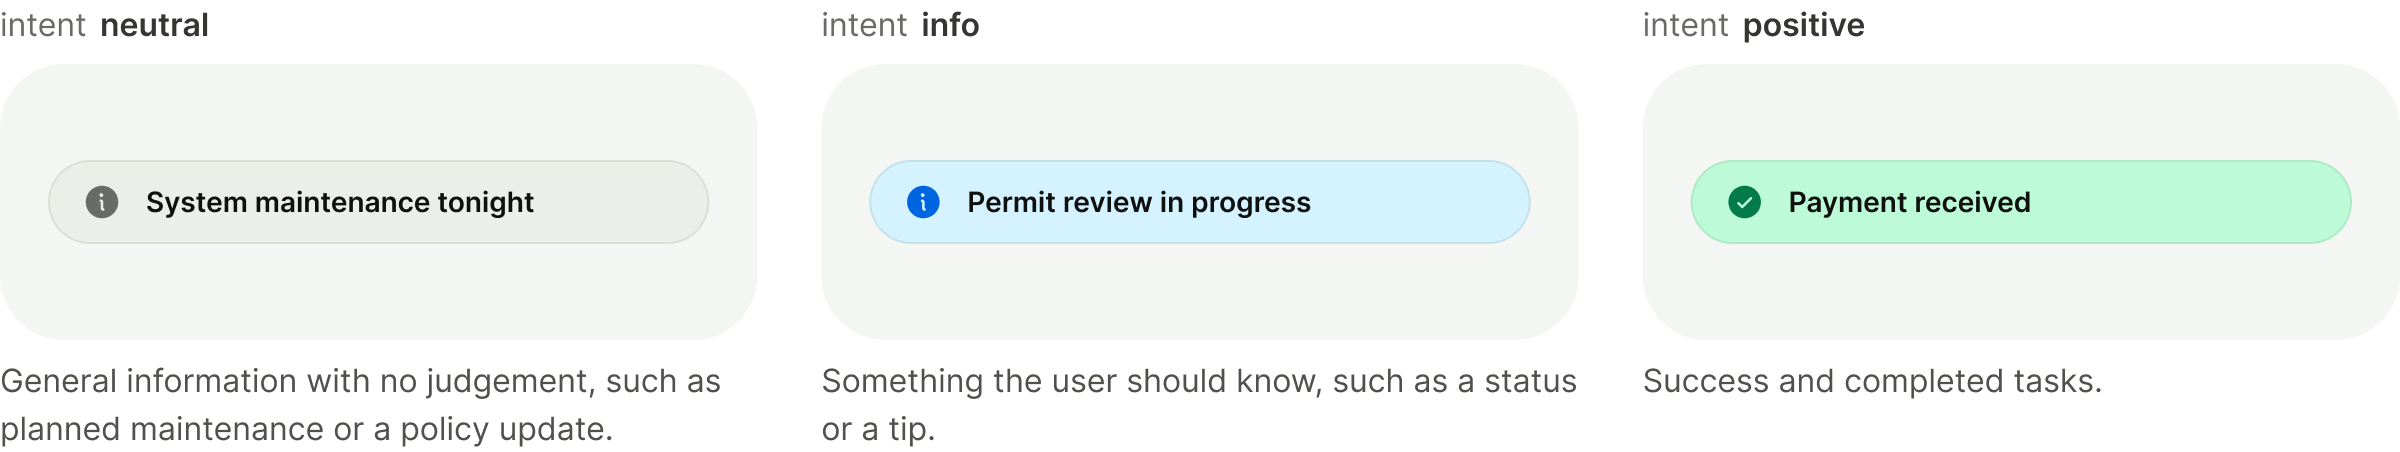 intent neutral
System maintenance tonight
General information with no judgement, such as
planned maintenance or a policy update.
intent info
Permit review in progress
Something the user should know, such as a status
or a tip.
intent positive
Payment received
Success and completed tasks.